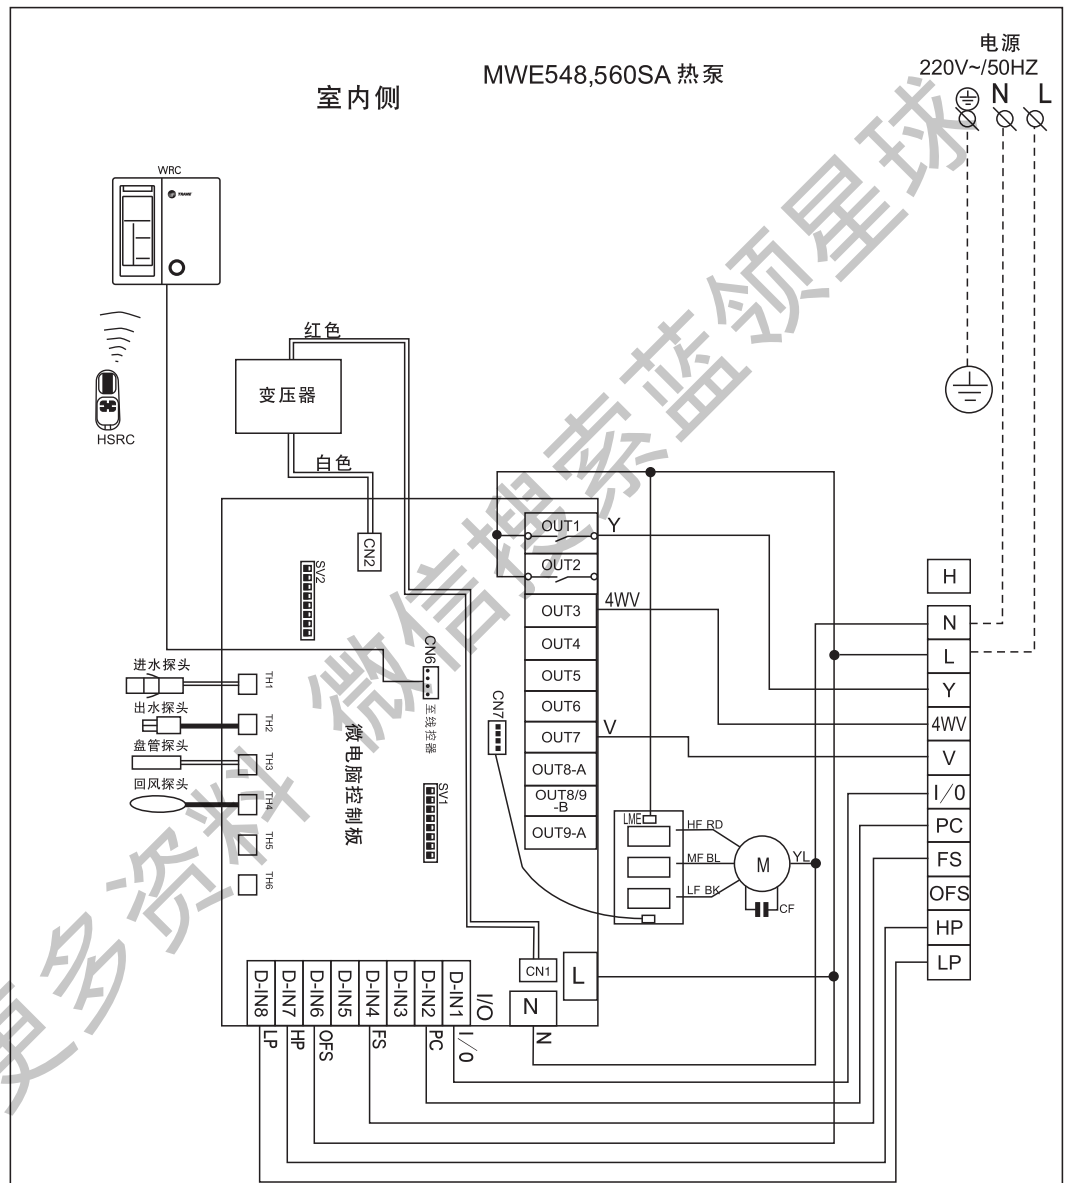 电源
220V~/50HZ
N L
MWE548,560SA 热泵
室内侧
WRC
TRANE
HSRC
红色
变压器
白色
CN2
SV2
OUT1
Y
OUT2
OUT3
4WV
OUT4
OUT5
OUT6
OUT7
V
OUT8-A
OUT8/9
-B
OUT9-A
CN6
至线控器
CN7
进水探头
TH1
出水探头
TH2
盘管探头
TH3
回风探头
TH4
TH5
TH6
微电脑控制板
SV1
LME
HF RD
MF BL
LF BK
M
YL
CF
H
N
L
Y
4WV
V
I/0
PC
FS
OFS
HP
LP
CN1
L
N
N
D-IN8
D-IN7
D-IN6
D-IN5
D-IN4
D-IN3
D-IN2
D-IN1
I/O
LP
HP
OFS
FS
PC
I/0
更多资料 微信搜索蓝领星球